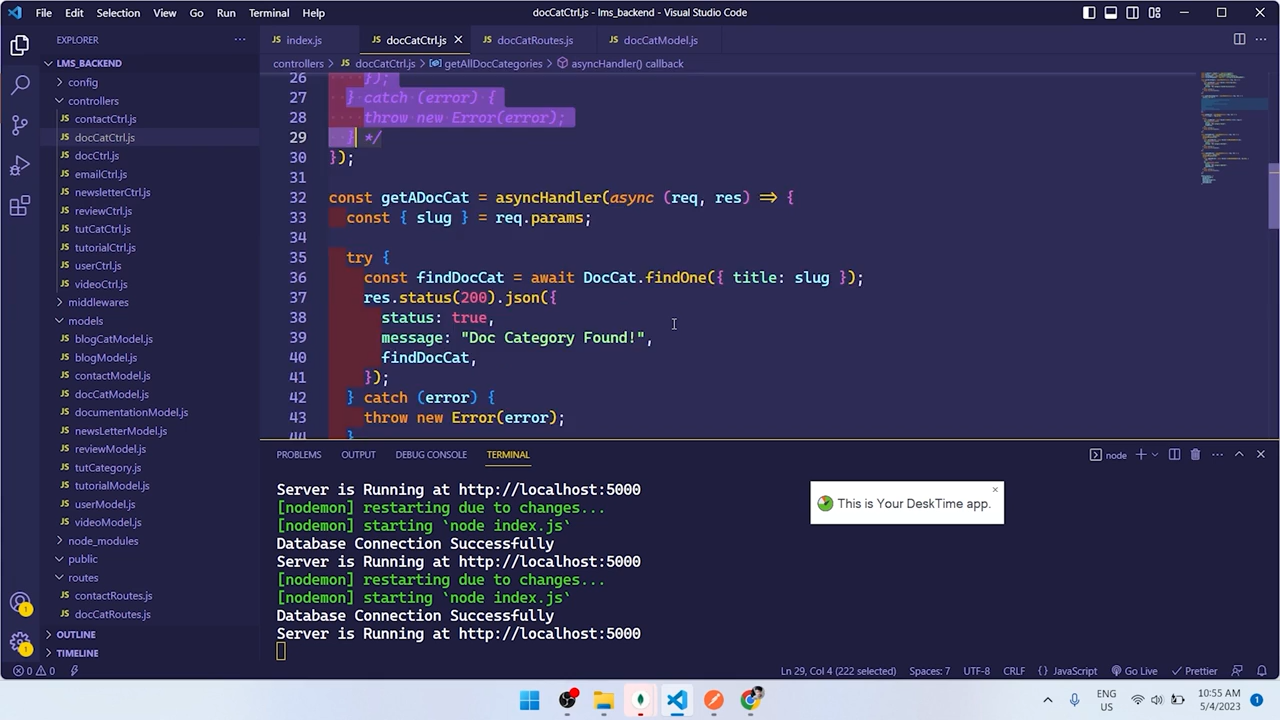 File Edit Selection View Go Run Terminal Help
docCatCtrl.js - lms_backend - Visual Studio Code
EXPLORER
LMS_BACKEND
config
controllers
contactCtrl.js
docCatCtrl.js
docCtrl.js
emailCtrl.js
newsletterCtrl.js
reviewCtrl.js
tutCatCtrl.js
tutorialCtrl.js
userCtrl.js
videoCtrl.js
middlewares
models
blogCatModel.js
blogModel.js
contactModel.js
docCatModel.js
documentationModel.js
newsLetterModel.js
reviewModel.js
tutCategory.js
tutorialModel.js
userModel.js
videoModel.js
node_modules
public
routes
contactRoutes.js
docCatRoutes.js
OUTLINE
TIMELINE
JS index.js JS docCatCtrl.js JS docCatRoutes.js JS docCatModel.js
controllers > JS docCatCtrl.js > getAllDocCategories > asyncHandler() callback
26 });
27 } catch (error) {
28 throw new Error(error);
29 } */
30 });
31
32 const getADocCat = asyncHandler(async (req, res) => {
33 const { slug } = req.params;
34
35 try {
36 const findDocCat = await DocCat.findOne({ title: slug });
37 res.status(200).json({
38 status: true,
39 message: "Doc Category Found!",
40 findDocCat,
41 });
42 } catch (error) {
43 throw new Error(error);
44 }
PROBLEMS OUTPUT DEBUG CONSOLE TERMINAL
node
Server is Running at http://localhost:5000
[nodemon] restarting due to changes...
[nodemon] starting `node index.js`
Database Connection Successfully
Server is Running at http://localhost:5000
[nodemon] restarting due to changes...
[nodemon] starting `node index.js`
Database Connection Successfully
Server is Running at http://localhost:5000
This is Your DeskTime app.
0 0 Ln 29, Col 4 (222 selected) Spaces: 7 UTF-8 CRLF {} JavaScript Go Live Prettier
ENG
US
10:55 AM
5/4/2023
1